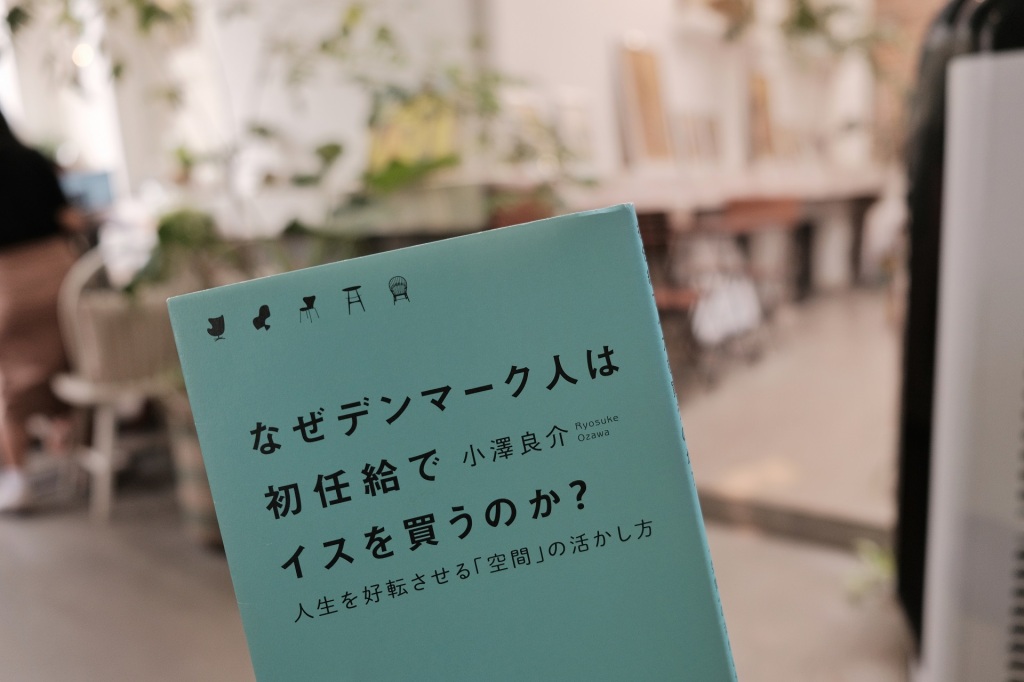 なぜデンマーク人は
初任給で
イスを買うのか?
小澤良介
Ryosuke
Ozawa
人生を好転させる「空間」の活かし方